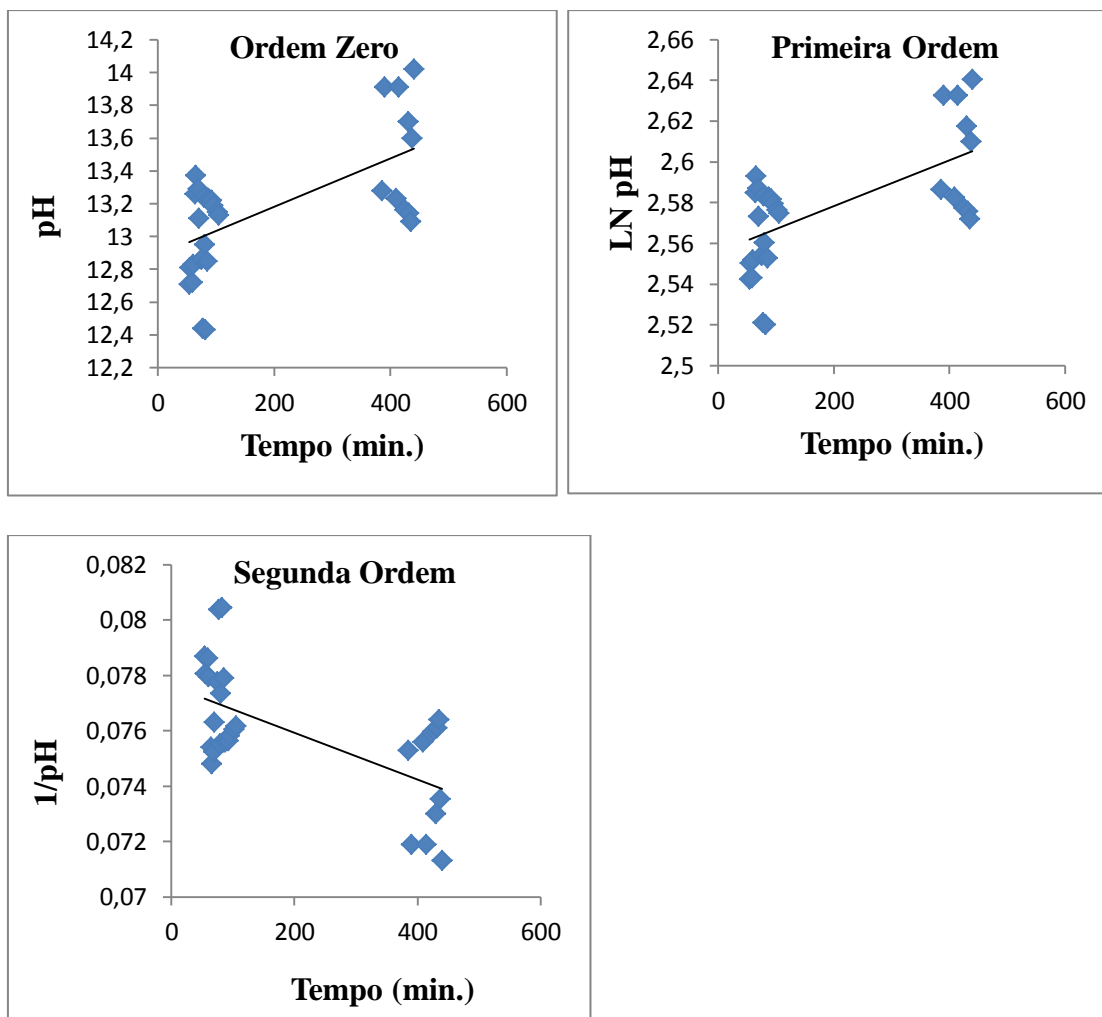 Ordem Zero
pH
14,2
14
13,8
13,6
13,4
13,2
13
12,8
12,6
12,4
12,2
0 200 400 600
Tempo (min.)
Primeira Ordem
LN pH
2,66
2,64
2,62
2,6
2,58
2,56
2,54
2,52
2,5
0 200 400 600
Tempo (min.)
Segunda Ordem
1/pH
0,082
0,08
0,078
0,076
0,074
0,072
0,07
0 200 400 600
Tempo (min.)